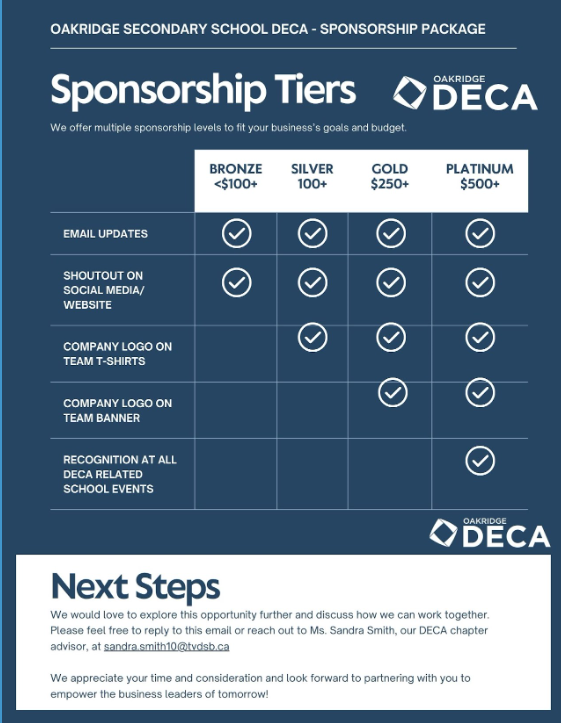 OAKRIDGE SECONDARY SCHOOL DECA - SPONSORSHIP PACKAGE
Sponsorship Tiers
OAKRIDGE
DECA
We offer multiple sponsorship levels to fit your business's goals and budget.
BRONZE SILVER GOLD PLATINUM
<$100+ 100+ $250+ $500+
EMAIL UPDATES
SHOUTOUT ON
SOCIAL MEDIA/
WEBSITE
COMPANY LOGO ON
TEAM T-SHIRTS
COMPANY LOGO ON
TEAM BANNER
RECOGNITION AT ALL
DECA RELATED
SCHOOL EVENTS
OAKRIDGE
DECA
Next Steps
We would love to explore this opportunity further and discuss how we can work together.
Please feel free to reply to this email or reach out to Ms. Sandra Smith, our DECA chapter
advisor, at sandra.smith10@tvdsb.ca
We appreciate your time and consideration and look forward to partnering with you to
empower the business leaders of tomorrow!